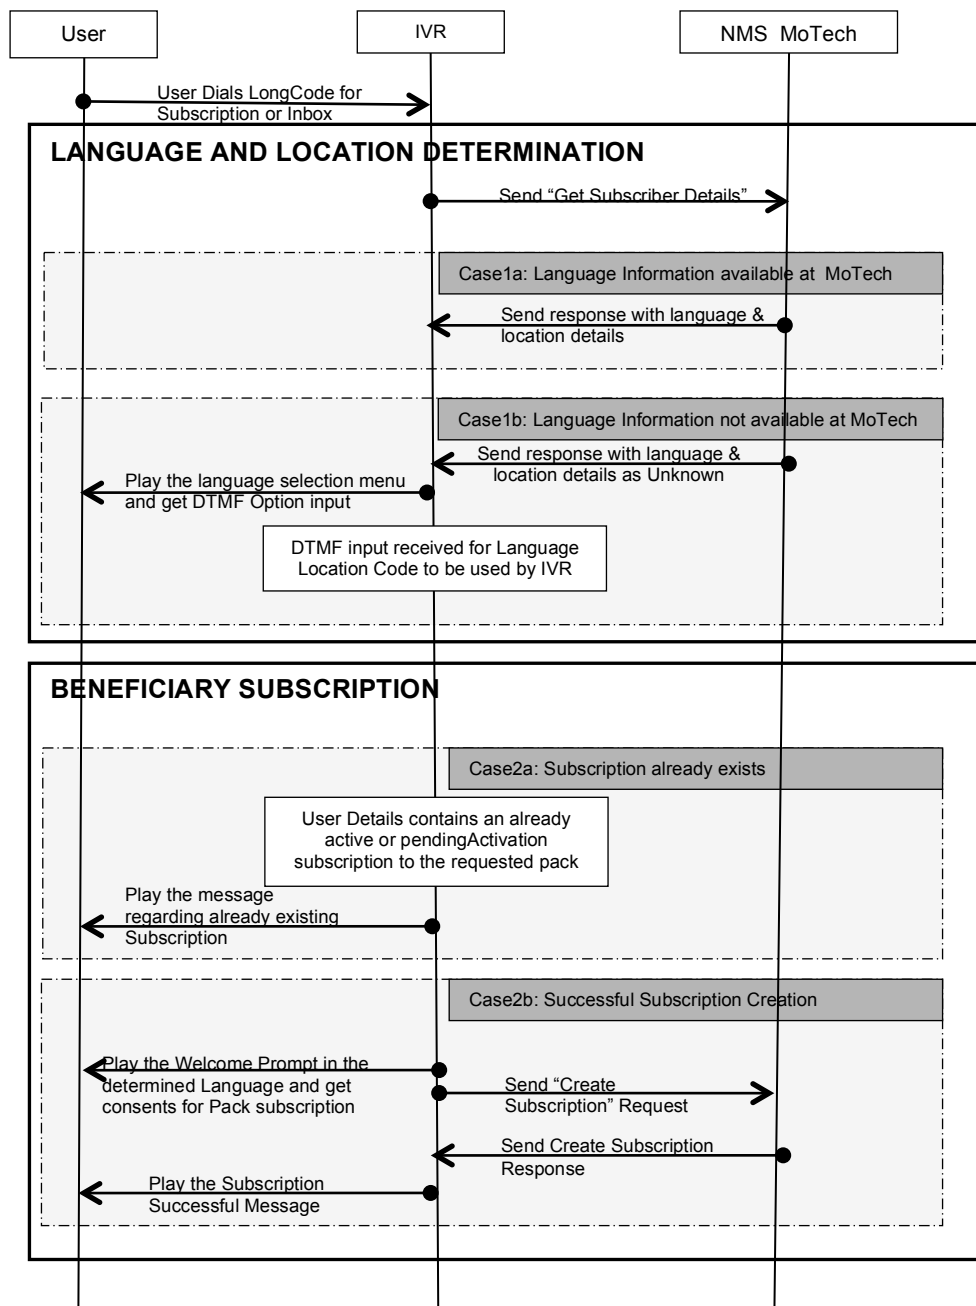 User
IVR
NMS MoTech
User Dials LongCode for
Subscription or Inbox
LANGUAGE AND LOCATION DETERMINATION
Send “Get Subscriber Details”
Case1a: Language Information available at MoTech
Send response with language &
location details
Case1b: Language Information not available at MoTech
Send response with language &
location details as Unknown
Play the language selection menu
and get DTMF Option input
DTMF input received for Language
Location Code to be used by IVR
BENEFICIARY SUBSCRIPTION
Case2a: Subscription already exists
User Details contains an already
active or pendingActivation
subscription to the requested pack
Play the message
regarding already existing
Subscription
Case2b: Successful Subscription Creation
Play the Welcome Prompt in the
determined Language and get
consents for Pack subscription
Send “Create
Subscription” Request
Send Create Subscription
Response
Play the Subscription
Successful Message